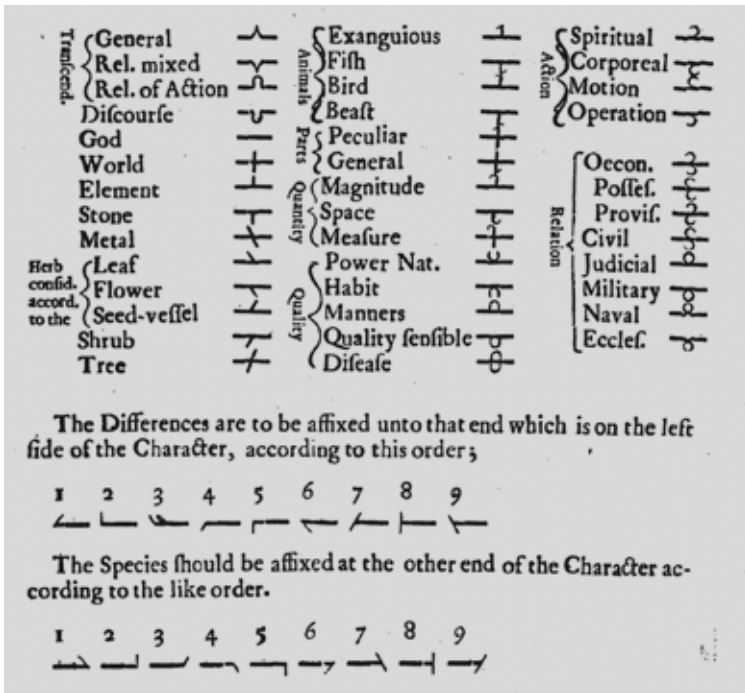 Tranſcend.
General
Rel. mixed
Rel. of Action
Diſcourſe
God
World
Element
Stone
Metal
Herb
conſid.
accord.
to the
Leaf
Flower
Seed-veſſel
Shrub
Tree
Animals
Exanguious
Fiſh
Bird
Beaſt
Parts
Peculiar
General
Quantity
Magnitude
Space
Meaſure
Quality
Power Nat.
Habit
Manners
Quality ſenſible
Diſeaſe
Action
Spiritual
Corporeal
Motion
Operation
Relation
Oecon.
Poſſeſ.
Proviſ.
Civil
Judicial
Military
Naval
Eccleſ.
The Differences are to be affixed unto that end which is on the left
ſide of the Character, according to this order;
1 2 3 4 5 6 7 8 9
The Species ſhould be affixed at the other end of the Character ac-
cording to the like order.
1 2 3 4 5 6 7 8 9